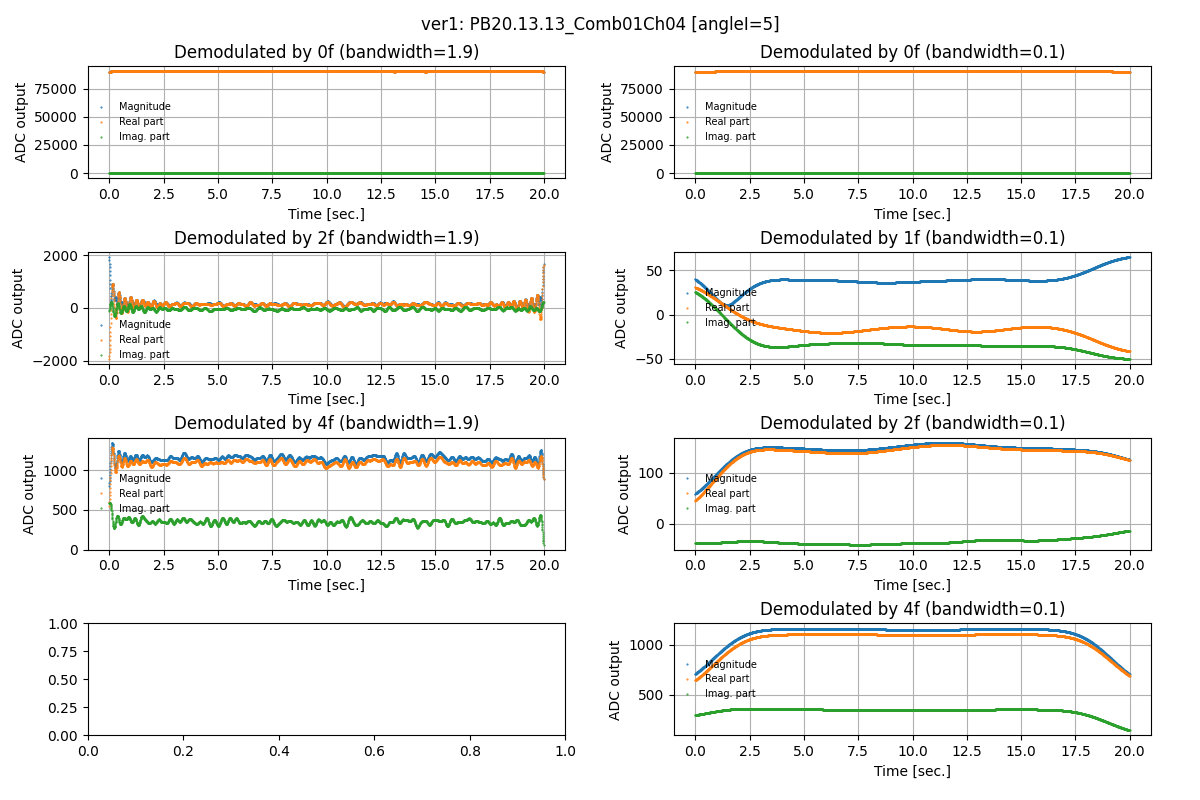 ver1: PB20.13.13_Comb01Ch04 [angleI=5]
Demodulated by 0f (bandwidth=1.9)
ADC output
75000
50000
25000
0
Magnitude
Real part
Imag. part
0.0 2.5 5.0 7.5 10.0 12.5 15.0 17.5 20.0
Time [sec.]
Demodulated by 0f (bandwidth=0.1)
ADC output
75000
50000
25000
0
Magnitude
Real part
Imag. part
0.0 2.5 5.0 7.5 10.0 12.5 15.0 17.5 20.0
Time [sec.]
Demodulated by 2f (bandwidth=1.9)
ADC output
2000
0
−2000
Magnitude
Real part
Imag. part
0.0 2.5 5.0 7.5 10.0 12.5 15.0 17.5 20.0
Time [sec.]
Demodulated by 1f (bandwidth=0.1)
ADC output
50
0
−50
Magnitude
Real part
Imag. part
0.0 2.5 5.0 7.5 10.0 12.5 15.0 17.5 20.0
Time [sec.]
Demodulated by 4f (bandwidth=1.9)
ADC output
1000
500
0
Magnitude
Real part
Imag. part
0.0 2.5 5.0 7.5 10.0 12.5 15.0 17.5 20.0
Time [sec.]
Demodulated by 2f (bandwidth=0.1)
ADC output
100
0
Magnitude
Real part
Imag. part
0.0 2.5 5.0 7.5 10.0 12.5 15.0 17.5 20.0
Time [sec.]
1.00
0.75
0.50
0.25
0.00
0.0 0.2 0.4 0.6 0.8 1.0
Demodulated by 4f (bandwidth=0.1)
ADC output
1000
500
Magnitude
Real part
Imag. part
0.0 2.5 5.0 7.5 10.0 12.5 15.0 17.5 20.0
Time [sec.]